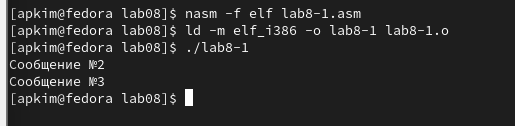 [apkim@fedora lab08]$ nasm -f elf lab8-1.asm
[apkim@fedora lab08]$ ld -m elf_i386 -o lab8-1 lab8-1.o
[apkim@fedora lab08]$ ./lab8-1
Сообщение №2
Сообщение №3
[apkim@fedora lab08]$